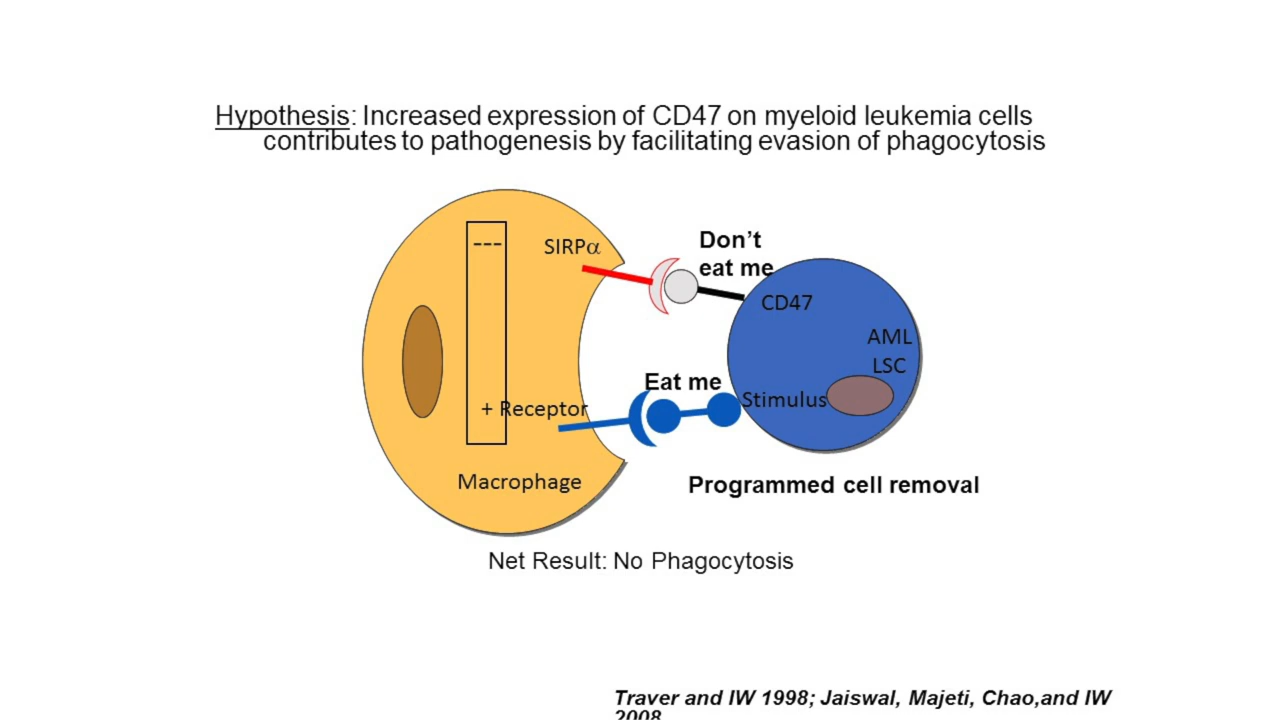 Hypothesis: Increased expression of CD47 on myeloid leukemia cells
contributes to pathogenesis by facilitating evasion of phagocytosis
---
SIRPα
Don’t
eat me
CD47
AML
LSC
Eat me
Stimulus
+ Receptor
Macrophage
Programmed cell removal
Net Result: No Phagocytosis
Traver and IW 1998; Jaiswal, Majeti, Chao,and IW
2008